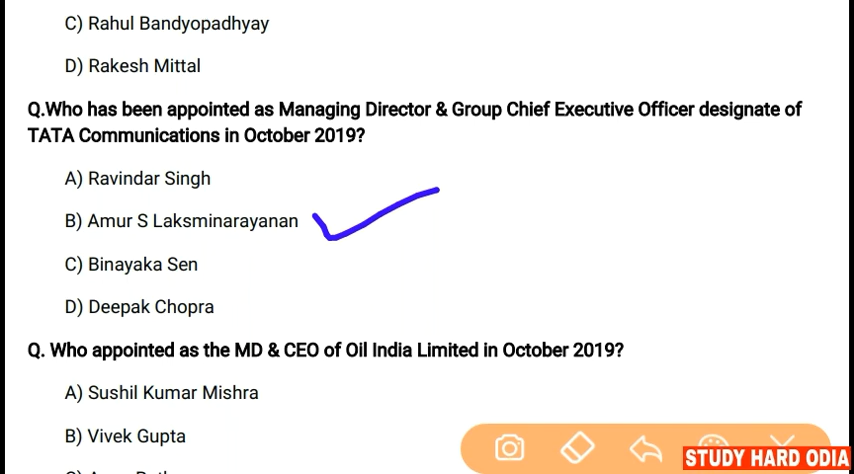 C) Rahul Bandyopadhyay
D) Rakesh Mittal
Q.Who has been appointed as Managing Director & Group Chief Executive Officer designate of
TATA Communications in October 2019?
A) Ravindar Singh
B) Amur S Laksminarayanan
C) Binayaka Sen
D) Deepak Chopra
Q. Who appointed as the MD & CEO of Oil India Limited in October 2019?
A) Sushil Kumar Mishra
B) Vivek Gupta
STUDY HARD ODIA